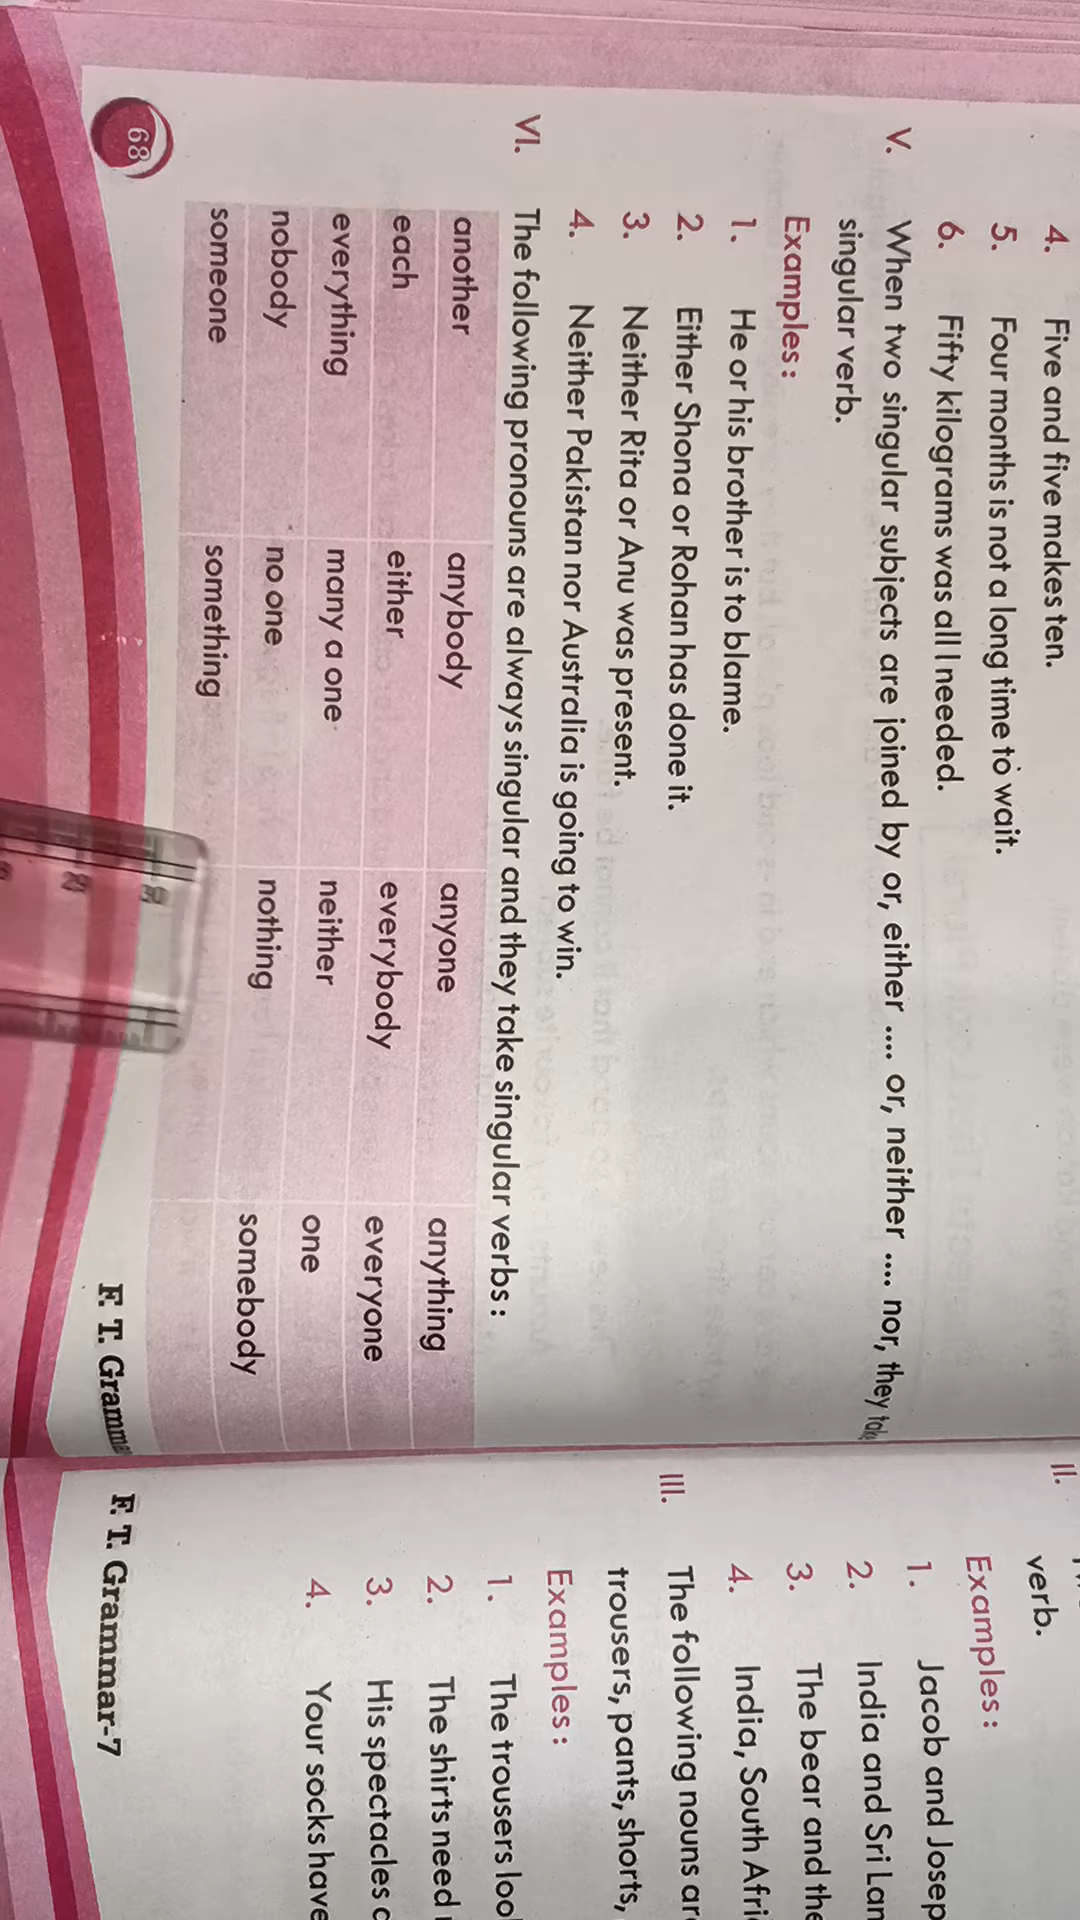 4. Five and five makes ten.
5. Four months is not a long time to wait.
6. Fifty kilograms was all I needed.
V. When two singular subjects are joined by or, either .... or, neither .... nor, they take
singular verb.
Examples :
1. He or his brother is to blame.
2. Either Shona or Rohan has done it.
3. Neither Rita or Anu was present.
4. Neither Pakistan nor Australia is going to win.
VI. The following pronouns are always singular and they take singular verbs :
another anybody anyone anything
each either everybody everyone
everything many a one neither one
nobody no one nothing somebody
someone something
68
F. T. Gramma
II.
verb.
Examples :
1. Jacob and Josep
2. India and Sri Lan
3. The bear and the
4. India, South Afri
III. The following nouns are
trousers, pants, shorts,
Examples :
1. The trousers loo
2. The shirts need
3. His spectacles
4. Your socks have
F. T. Grammar-7